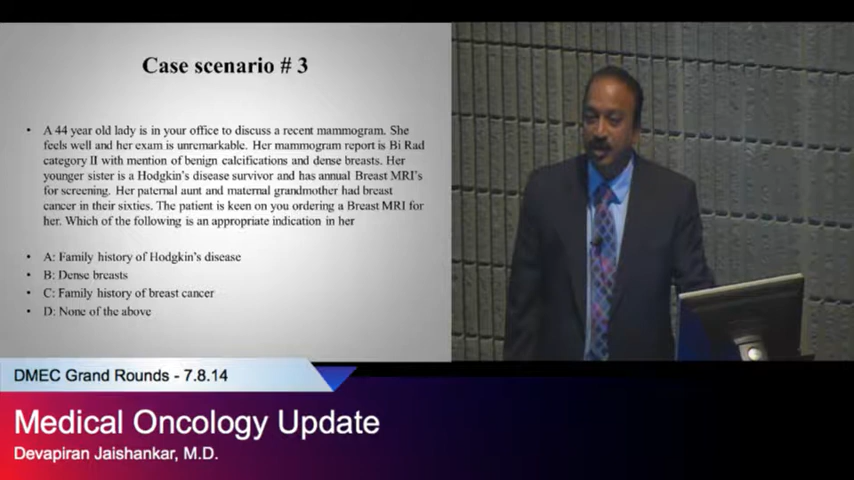 Case scenario # 3
• A 44 year old lady is in your office to discuss a recent mammogram. She
feels well and her exam is unremarkable. Her mammogram report is Bi Rad
category II with mention of benign calcifications and dense breasts. Her
younger sister is a Hodgkin's disease survivor and has annual Breast MRI's
for screening. Her paternal aunt and maternal grandmother had breast
cancer in their sixties. The patient is keen on you ordering a Breast MRI for
her. Which of the following is an appropriate indication in her
• A: Family history of Hodgkin's disease
• B: Dense breasts
• C: Family history of breast cancer
• D: None of the above
DMEC Grand Rounds - 7.8.14
Medical Oncology Update
Devapiran Jaishankar, M.D.